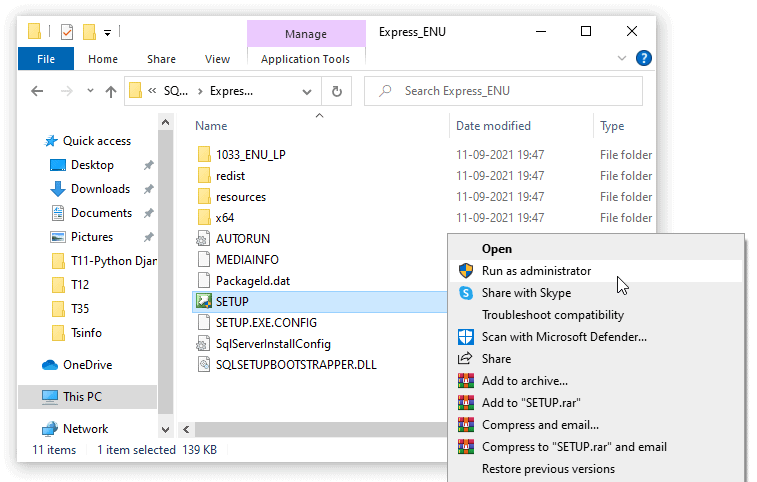 Manage
Express_ENU
File
Home
Share
View
Application Tools
?
« SQ... › Expres...
Search Express_ENU
Name
Date modified
Type
Quick access
Desktop
Downloads
Documents
Pictures
T11-Python Djan
T12
T35
Tsinfo
OneDrive
This PC
Network
1033_ENU_LP 11-09-2021 19:47 File folder
redist 11-09-2021 19:47 File folder
resources 11-09-2021 19:47 File folder
x64 11-09-2021 19:47 File folder
AUTORUN
MEDIAINFO
PackageId.dat
SETUP
SETUP.EXE.CONFIG
SqlServerInstallConfig
SQLSETUPBOOTSTRAPPER.DLL
Open
Run as administrator
Share with Skype
Troubleshoot compatibility
Scan with Microsoft Defender...
Share
Add to archive...
Add to "SETUP.rar"
Compress and email...
Compress to "SETUP.rar" and email
Restore previous versions
11 items 1 item selected 139 KB